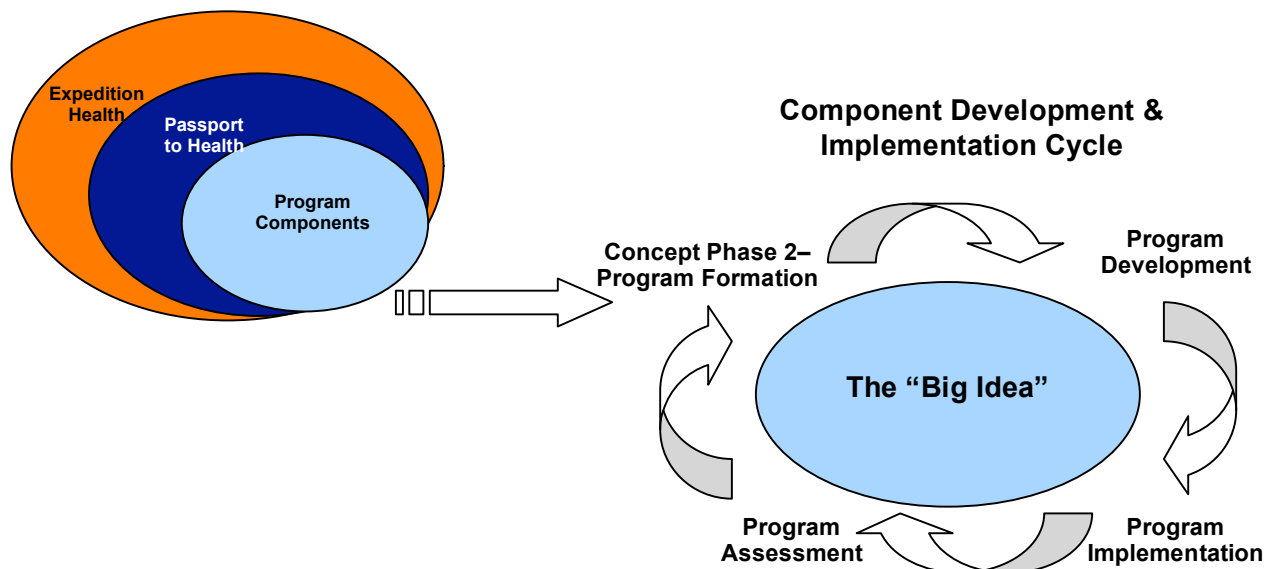 Expedition
Health
Passport
to Health
Program
Components
Component Development &
Implementation Cycle
Concept Phase 2–
Program Formation
Program
Development
The “Big Idea”
Program
Assessment
Program
Implementation